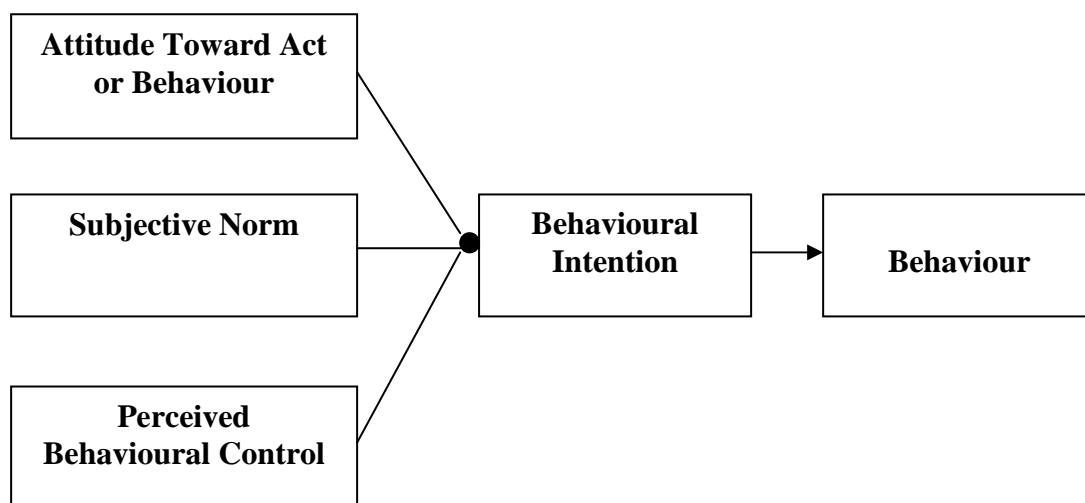 Attitude Toward Act
or Behaviour
Subjective Norm
Behavioural
Intention
Behaviour
Perceived
Behavioural Control